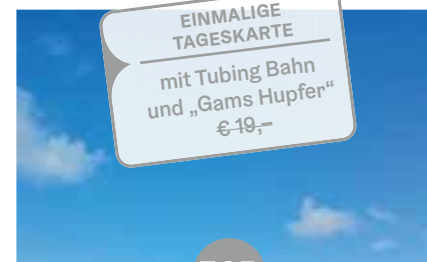 EINMALIGE
TAGESKARTE
mit Tubing Bahn
und „Gams Hupfer“
€ 19,–